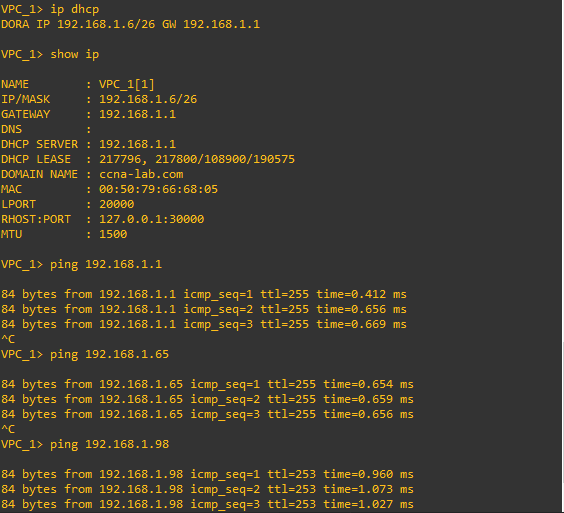 VPC_1> ip dhcp
DORA IP 192.168.1.6/26 GW 192.168.1.1
VPC_1> show ip
NAME        : VPC_1[1]
IP/MASK     : 192.168.1.6/26
GATEWAY     : 192.168.1.1
DNS         :
DHCP SERVER : 192.168.1.1
DHCP LEASE  : 217796, 217800/108900/190575
DOMAIN NAME : ccna-lab.com
MAC         : 00:50:79:66:68:05
LPORT       : 20000
RHOST:PORT  : 127.0.0.1:30000
MTU         : 1500
VPC_1> ping 192.168.1.1
84 bytes from 192.168.1.1 icmp_seq=1 ttl=255 time=0.412 ms
84 bytes from 192.168.1.1 icmp_seq=2 ttl=255 time=0.656 ms
84 bytes from 192.168.1.1 icmp_seq=3 ttl=255 time=0.669 ms
^C
VPC_1> ping 192.168.1.65
84 bytes from 192.168.1.65 icmp_seq=1 ttl=255 time=0.654 ms
84 bytes from 192.168.1.65 icmp_seq=2 ttl=255 time=0.659 ms
84 bytes from 192.168.1.65 icmp_seq=3 ttl=255 time=0.656 ms
^C
VPC_1> ping 192.168.1.98
84 bytes from 192.168.1.98 icmp_seq=1 ttl=253 time=0.960 ms
84 bytes from 192.168.1.98 icmp_seq=2 ttl=253 time=1.073 ms
84 bytes from 192.168.1.98 icmp_seq=3 ttl=253 time=1.027 ms